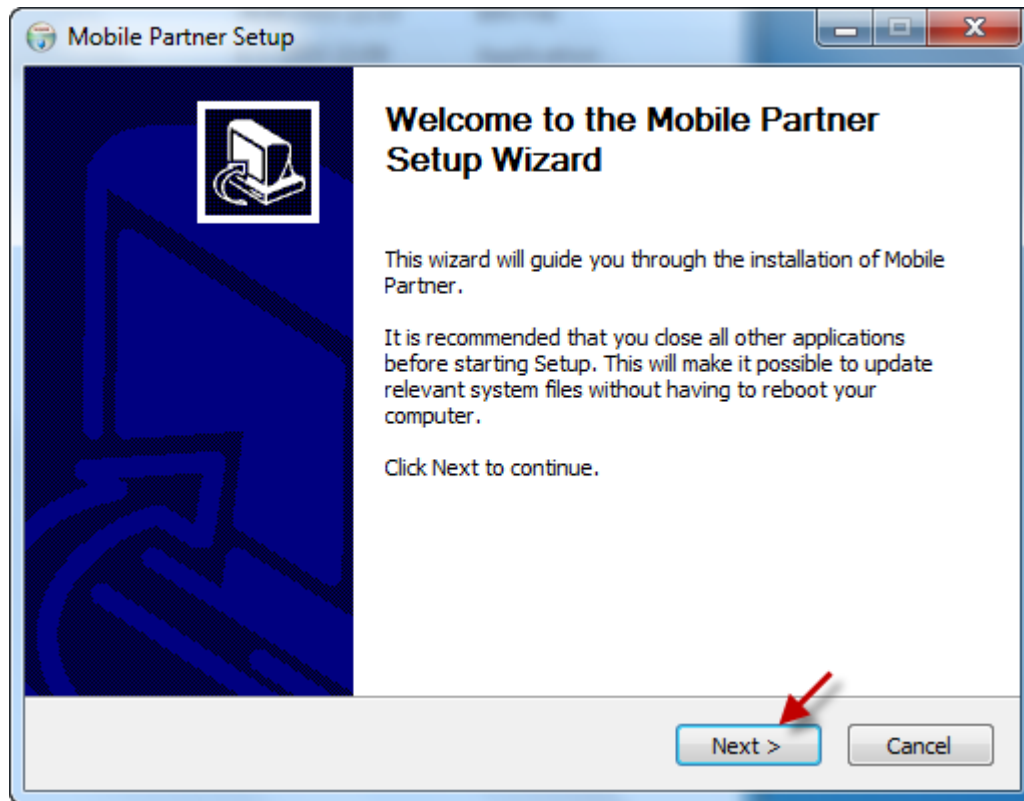 Mobile Partner Setup
Welcome to the Mobile Partner
Setup Wizard
This wizard will guide you through the installation of Mobile
Partner.
It is recommended that you close all other applications
before starting Setup. This will make it possible to update
relevant system files without having to reboot your
computer.
Click Next to continue.
Next >
Cancel